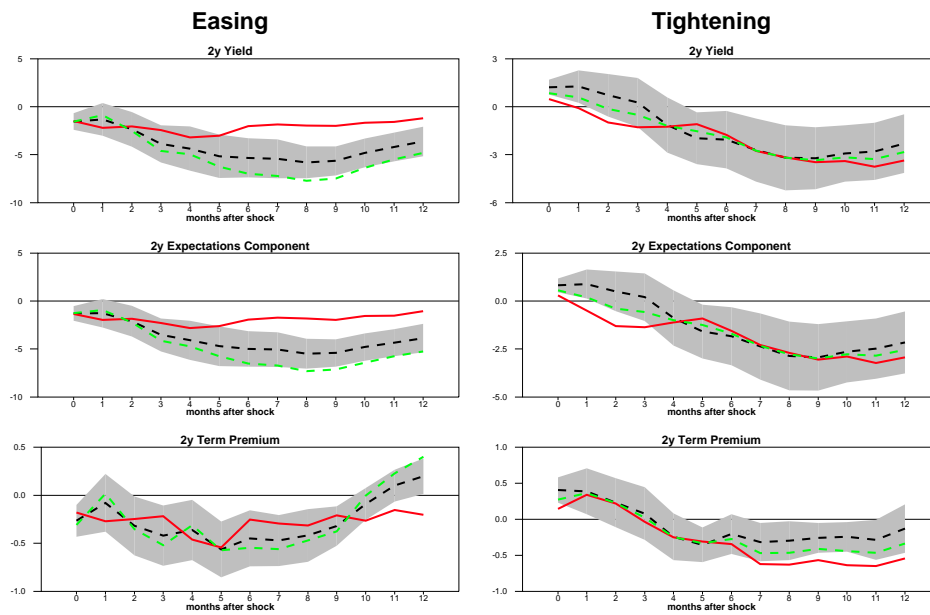 Easing
Tightening
2y Yield
5
0
-5
-10
0 1 2 3 4 5 6 7 8 9 10 11 12
months after shock
2y Yield
3
0
-3
-6
0 1 2 3 4 5 6 7 8 9 10 11 12
months after shock
2y Expectations Component
5
0
-5
-10
0 1 2 3 4 5 6 7 8 9 10 11 12
months after shock
2y Expectations Component
2.5
0.0
-2.5
-5.0
0 1 2 3 4 5 6 7 8 9 10 11 12
months after shock
2y Term Premium
0.5
0.0
-0.5
-1.0
0 1 2 3 4 5 6 7 8 9 10 11 12
months after shock
2y Term Premium
1.0
0.5
0.0
-0.5
-1.0
0 1 2 3 4 5 6 7 8 9 10 11 12
months after shock